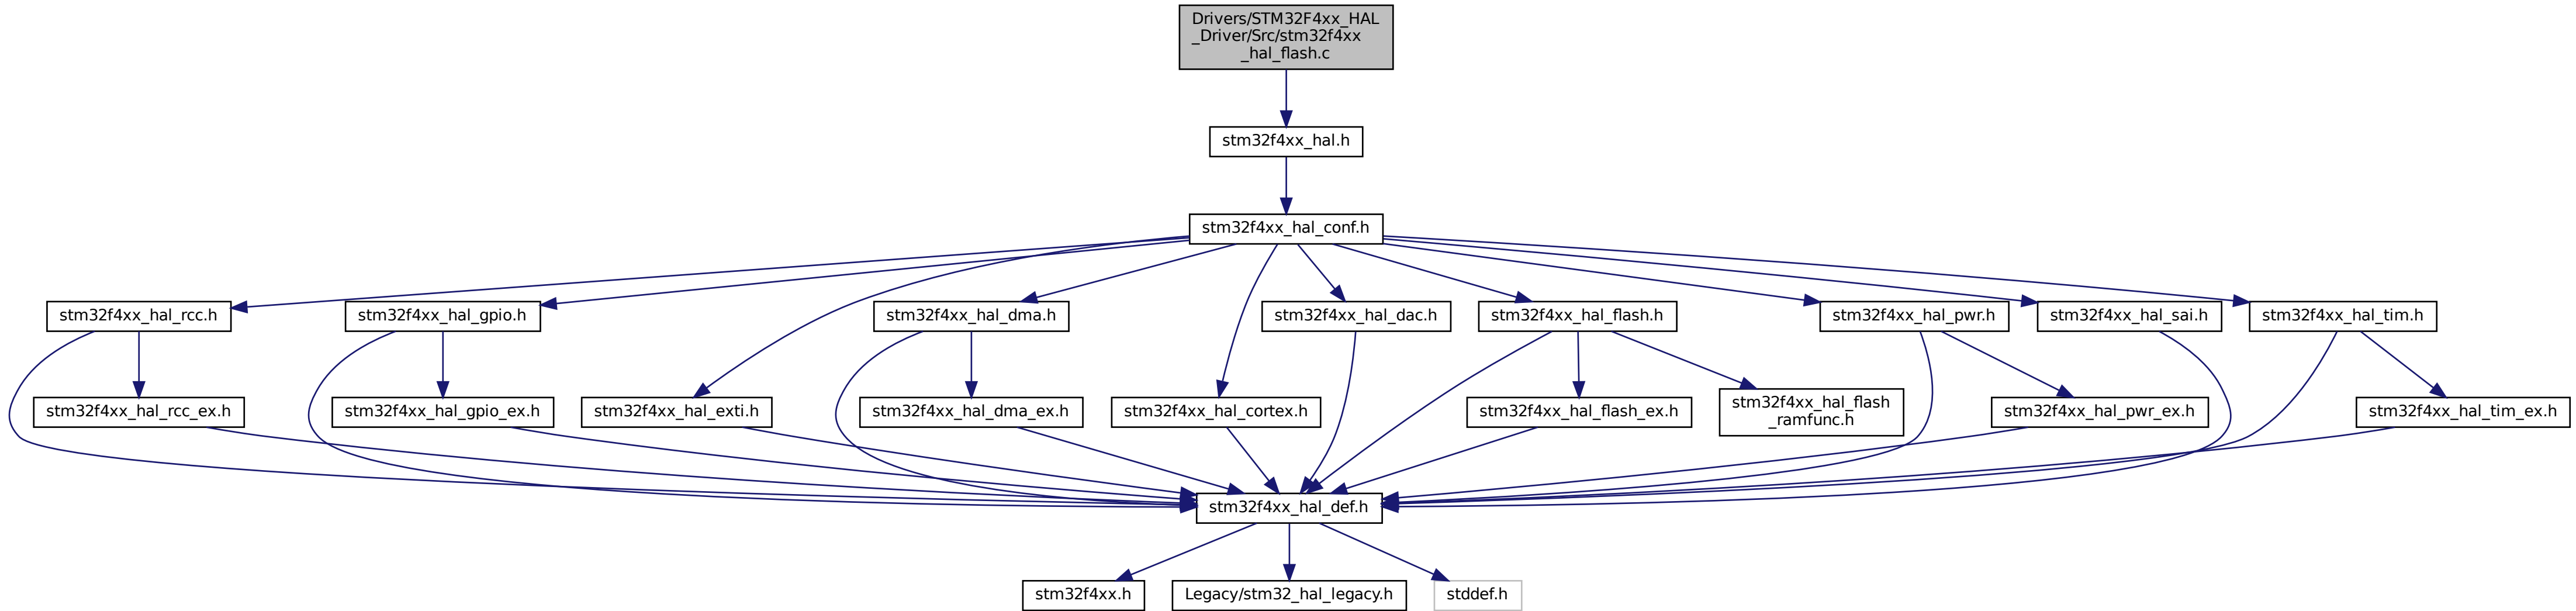 Drivers/STM32F4xx_HAL
_Driver/Src/stm32f4xx
_hal_flash.c
stm32f4xx_hal.h
stm32f4xx_hal_conf.h
stm32f4xx_hal_rcc.h
stm32f4xx_hal_gpio.h
stm32f4xx_hal_dma.h
stm32f4xx_hal_dac.h
stm32f4xx_hal_flash.h
stm32f4xx_hal_pwr.h
stm32f4xx_hal_sai.h
stm32f4xx_hal_tim.h
stm32f4xx_hal_rcc_ex.h
stm32f4xx_hal_gpio_ex.h
stm32f4xx_hal_exti.h
stm32f4xx_hal_dma_ex.h
stm32f4xx_hal_cortex.h
stm32f4xx_hal_flash_ex.h
stm32f4xx_hal_flash
_ramfunc.h
stm32f4xx_hal_pwr_ex.h
stm32f4xx_hal_tim_ex.h
stm32f4xx_hal_def.h
stm32f4xx.h
Legacy/stm32_hal_legacy.h
stddef.h